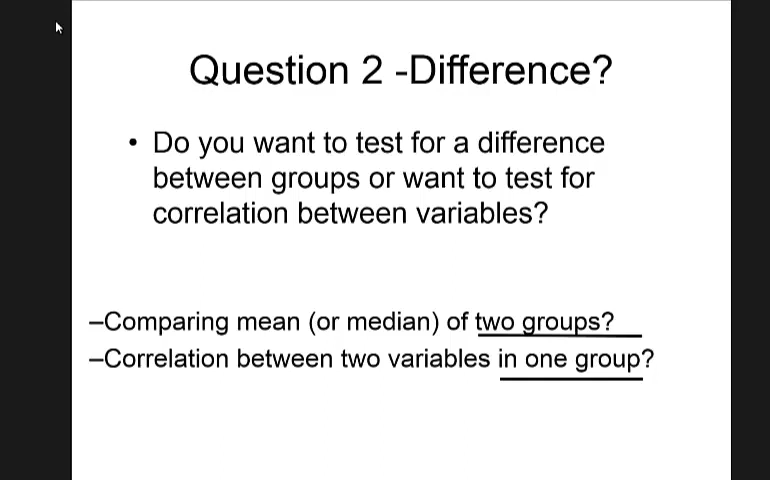 Question 2 -Difference?
• Do you want to test for a difference
between groups or want to test for
correlation between variables?
–Comparing mean (or median) of two groups?
–Correlation between two variables in one group?